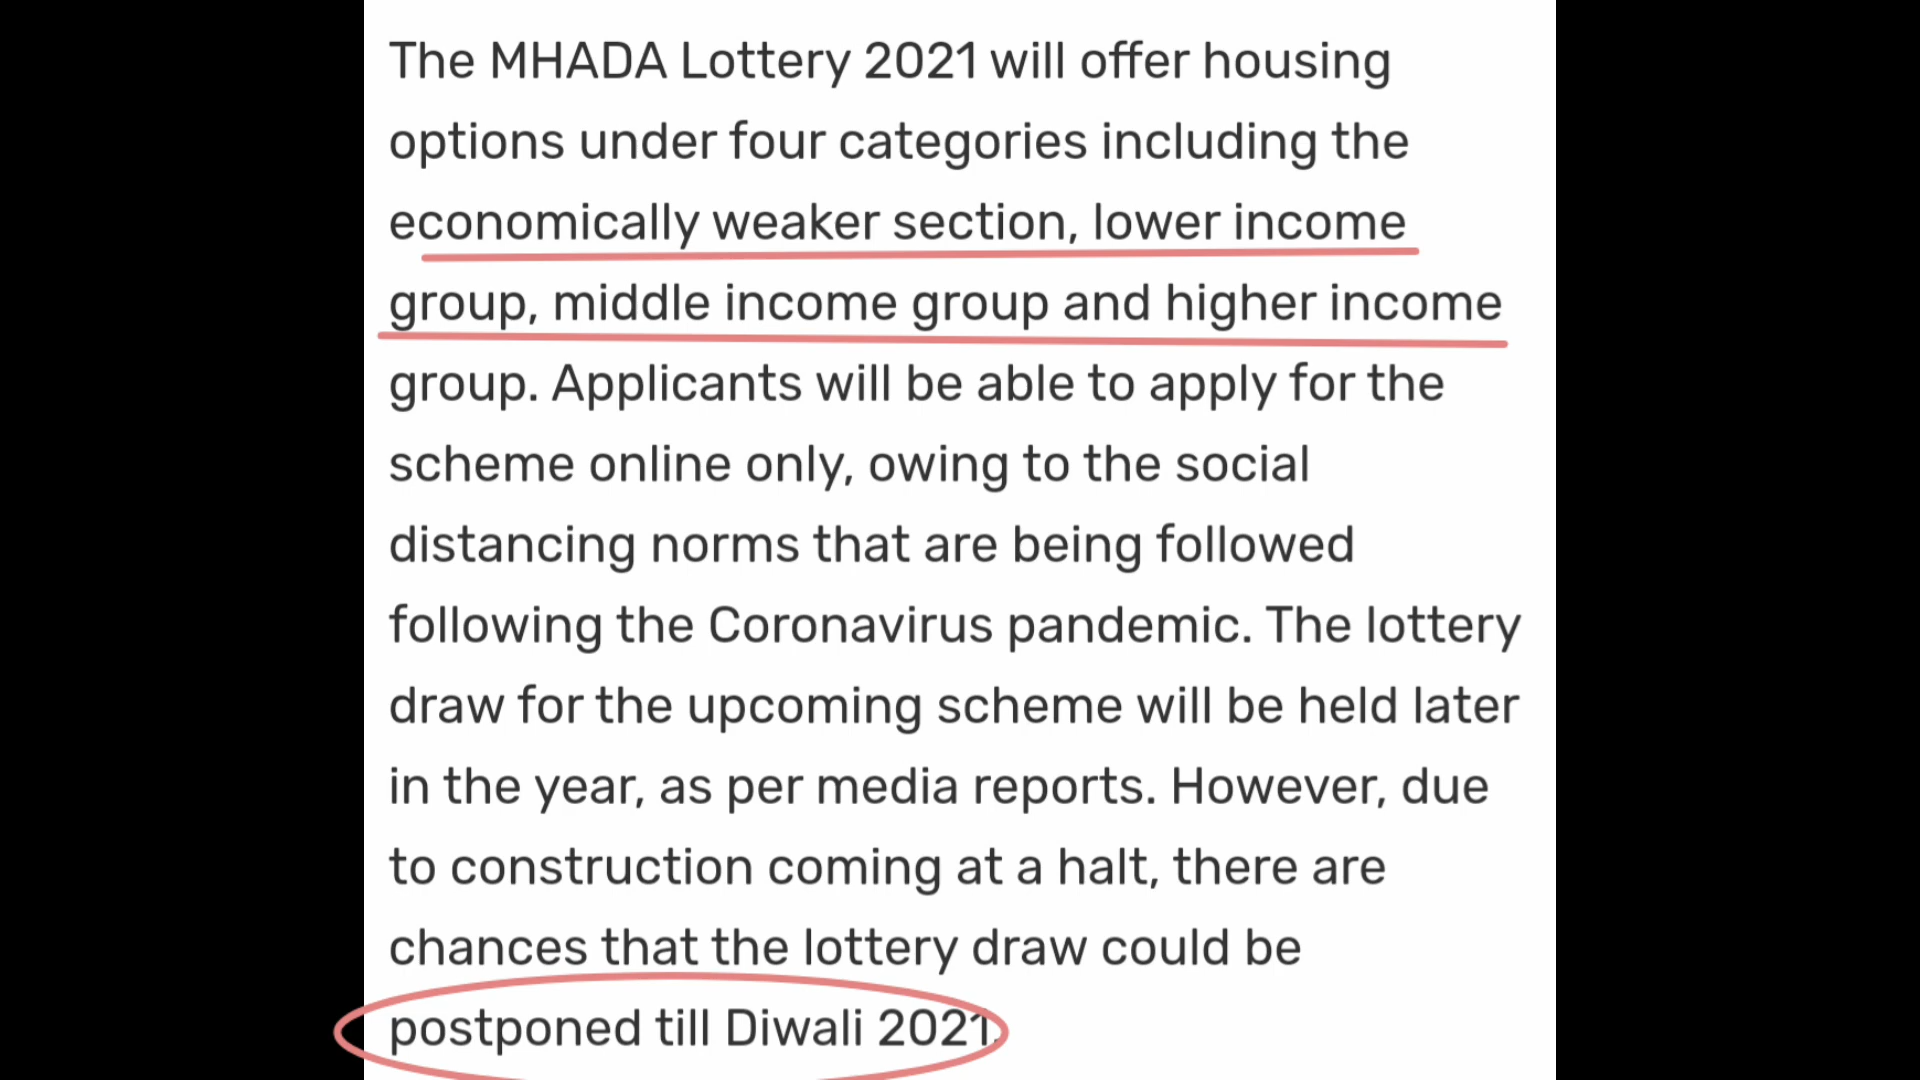 The MHADA Lottery 2021 will offer housing
options under four categories including the
economically weaker section, lower income
group, middle income group and higher income
group. Applicants will be able to apply for the
scheme online only, owing to the social
distancing norms that are being followed
following the Coronavirus pandemic. The lottery
draw for the upcoming scheme will be held later
in the year, as per media reports. However, due
to construction coming at a halt, there are
chances that the lottery draw could be
postponed till Diwali 2021.